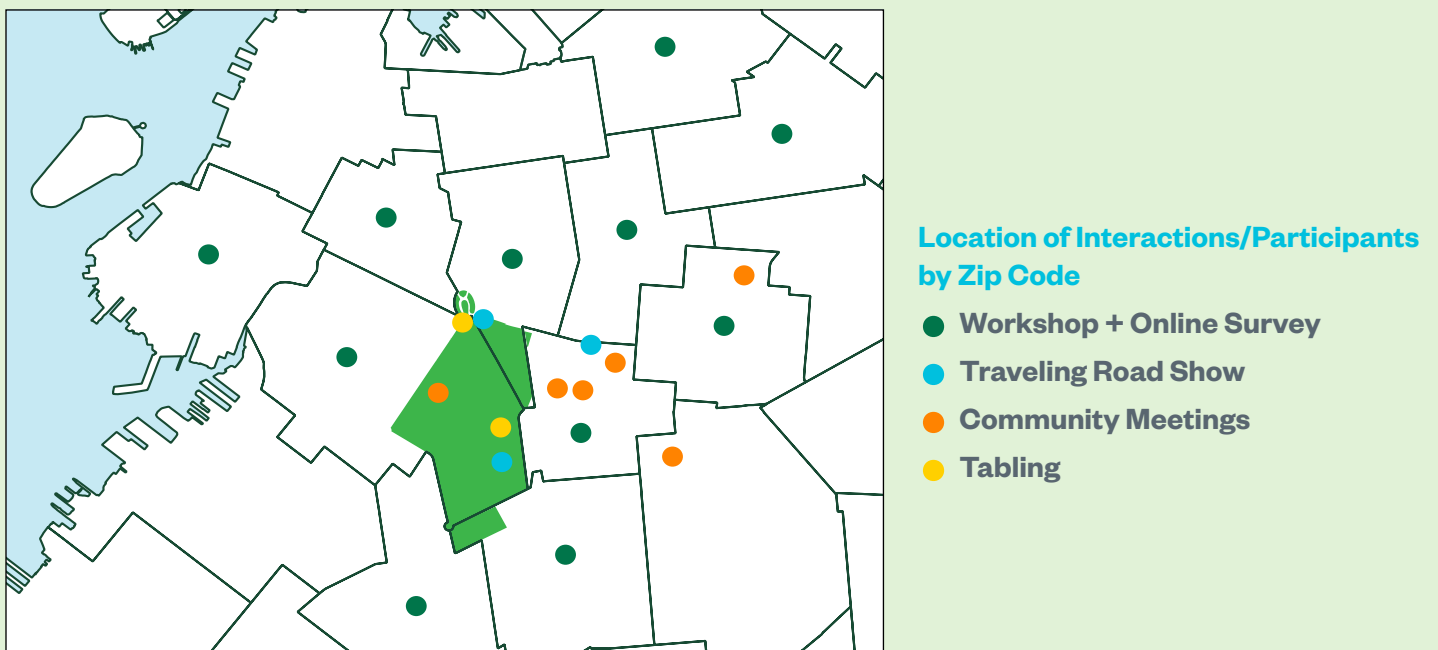 Location of Interactions/Participants
by Zip Code
Workshop + Online Survey
Traveling Road Show
Community Meetings
Tabling